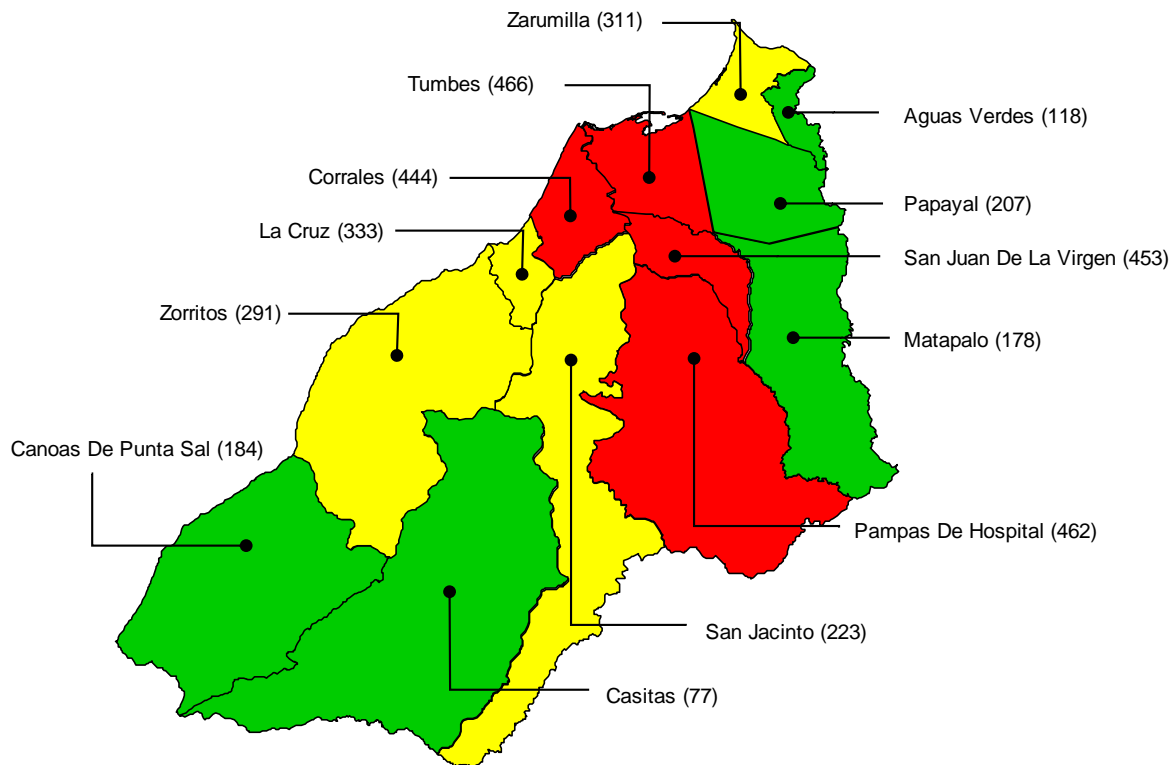 Zarumilla (311)
Tumbes (466)
Aguas Verdes (118)
Corrales (444)
Papayal (207)
La Cruz (333)
San Juan De La Virgen (453)
Zorritos (291)
Matapalo (178)
Canoas De Punta Sal (184)
Pampas De Hospital (462)
San Jacinto (223)
Casitas (77)